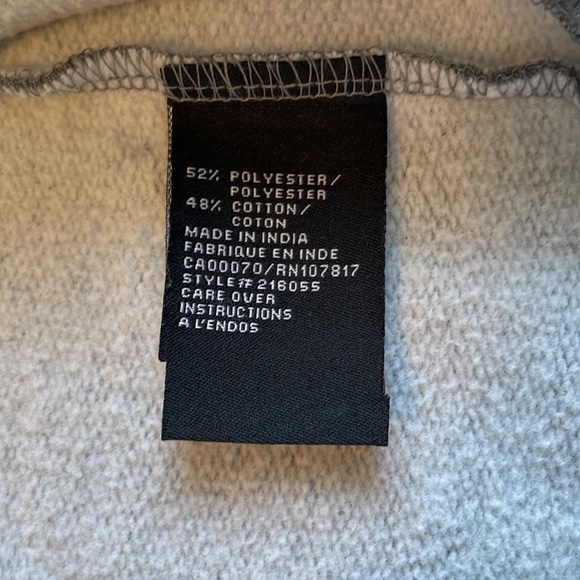 52% POLYESTER/
POLYESTER
48% COTTON/
COTON
MADE IN INDIA
FABRIQUE EN INDE
CA00070/RN107817
STYLE# 216055
CARE OVER
INSTRUCTIONS
A L'ENDOS